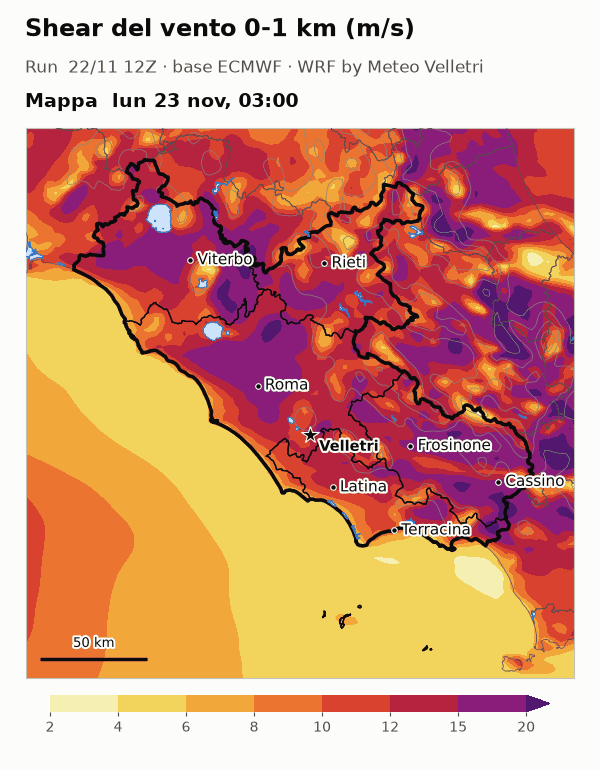 Shear del vento 0-1 km (m/s)
Run  22/11 12Z · base ECMWF · WRF by Meteo Velletri
Mappa  lun 23 nov, 03:00
Viterbo
Rieti
Roma
Velletri
Frosinone
Latina
Cassino
Terracina
50 km
2 4 6 8 10 12 15 20